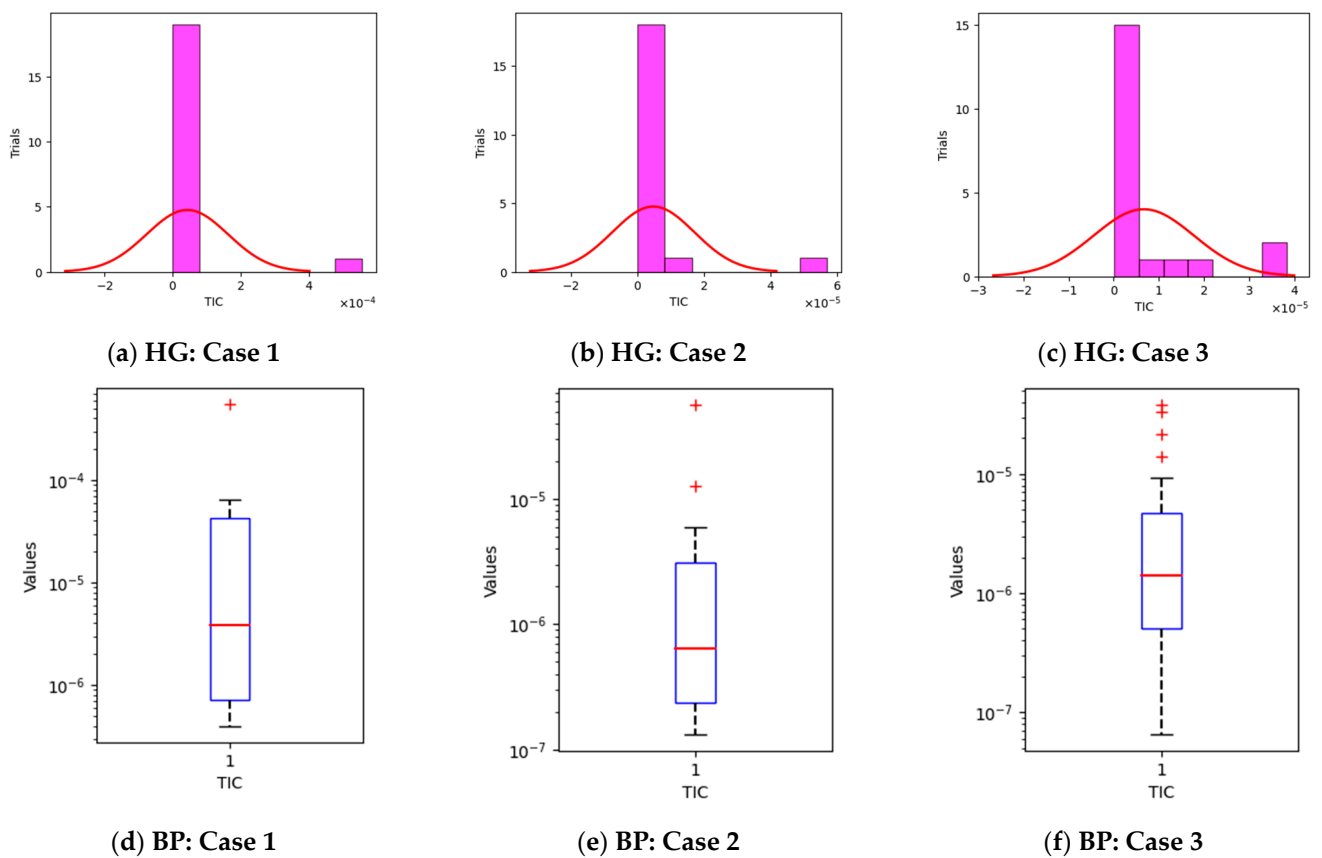 15
10
5
0
Trials
−2 0 2 4
TIC
×10⁻⁴
(a) HG: Case 1
15
10
5
0
Trials
−2 0 2 4 6
TIC
×10⁻⁵
(b) HG: Case 2
15
10
5
0
Trials
−3 −2 −1 0 1 2 3 4
TIC
×10⁻⁵
(c) HG: Case 3
10⁻⁴
10⁻⁵
10⁻⁶
Values
1
TIC
(d) BP: Case 1
10⁻⁵
10⁻⁶
10⁻⁷
Values
1
TIC
(e) BP: Case 2
10⁻⁵
10⁻⁶
10⁻⁷
Values
1
TIC
(f) BP: Case 3